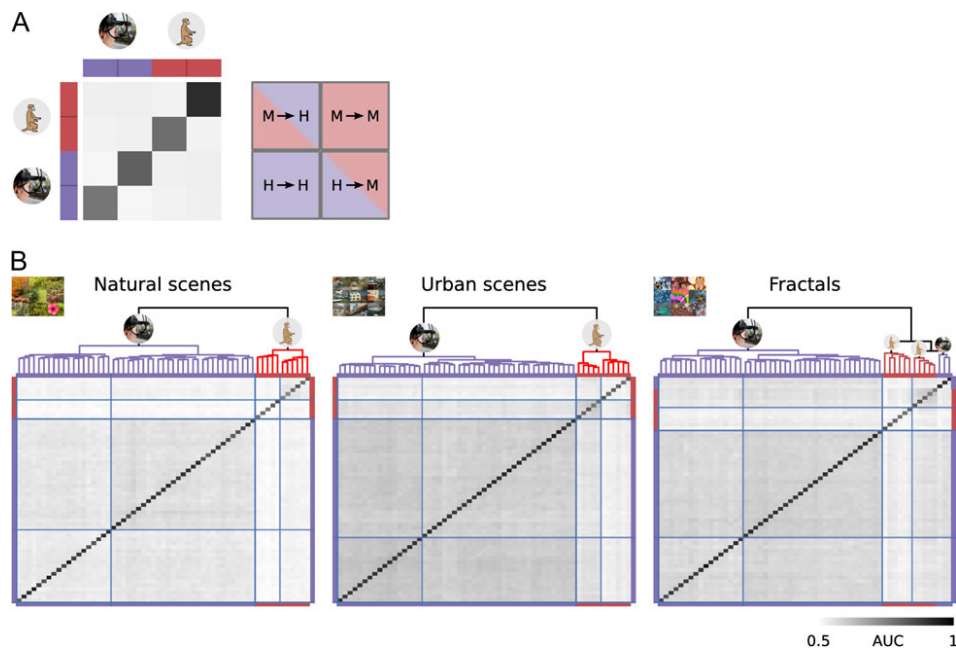 A
M→H M→M
H→H H→M
B
Natural scenes Urban scenes Fractals
0.5 AUC 1